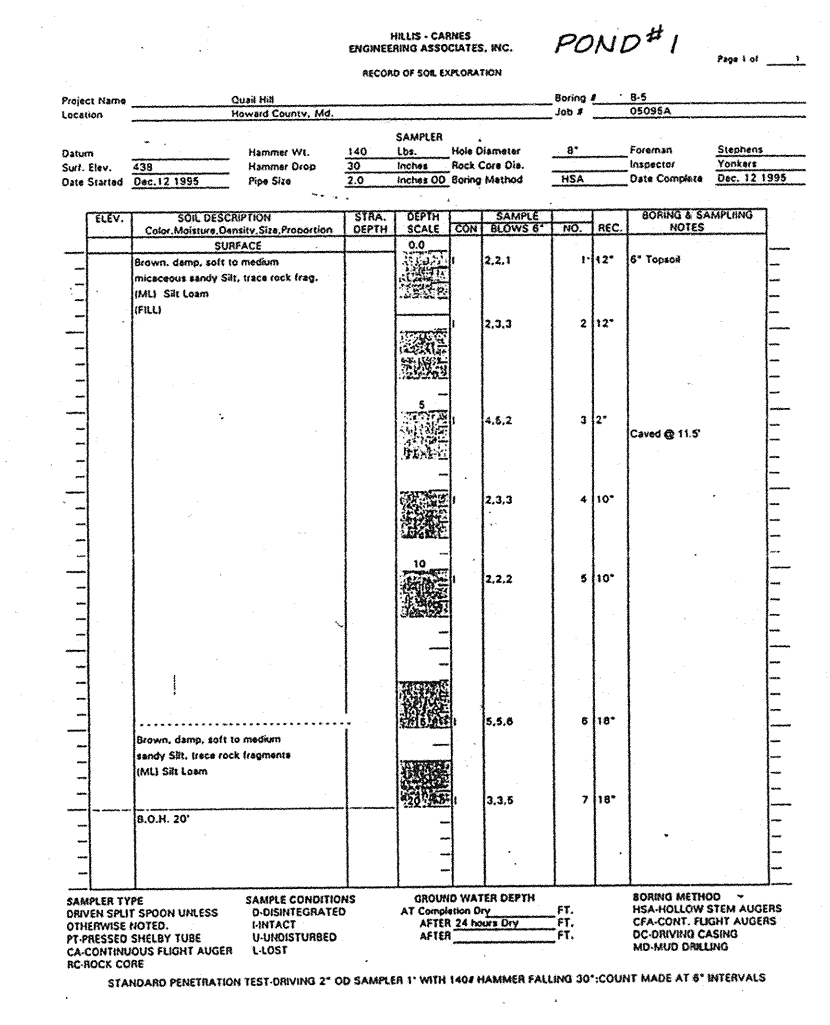 HILLIS - CARNES
ENGINEERING ASSOCIATES, INC.
POND #1
Page 1 of 1
RECORD OF SOIL EXPLORATION
Project Name Quail Hill Boring # B-5
Location Howard County, Md. Job # 05095A
SAMPLER
Datum Hammer Wt. 140 Lbs. Hole Diameter 8" Foreman Stephens
Surf. Elev. 438 Hammer Drop 30 Inches Rock Core Dia. Inspector Yonkers
Date Started Dec.12 1995 Pipe Size 2.0 Inches OD Boring Method HSA Date Complete Dec. 12 1995
ELEV. SOIL DESCRIPTION STRA. DEPTH SAMPLE BORING & SAMPLING
Color,Moisture,Density,Size,Proportion DEPTH SCALE CON BLOWS 6" NO. REC. NOTES
SURFACE 0.0
Brown, damp, soft to medium I 2,2,1 1 12" 6" Topsoil
micaceous sandy Silt, trace rock frag.
(ML) Silt Loam
(FILL)
I 2,3,3 2 12"
5
I 4,6,2 3 2"
Caved @ 11.5'
I 2,3,3 4 10"
10
I 2,2,2 5 10"
15 I 5,5,6 6 18"
Brown, damp, soft to medium
sandy Silt, trace rock fragments
(ML) Silt Loam
20 I 3,3,5 7 18"
B.O.H. 20'
SAMPLER TYPE SAMPLE CONDITIONS GROUND WATER DEPTH BORING METHOD
DRIVEN SPLIT SPOON UNLESS D-DISINTEGRATED AT Completion Dry FT. HSA-HOLLOW STEM AUGERS
OTHERWISE NOTED. I-INTACT AFTER 24 hours Dry FT. CFA-CONT. FLIGHT AUGERS
PT-PRESSED SHELBY TUBE U-UNDISTURBED AFTER FT. DC-DRIVING CASING
CA-CONTINUOUS FLIGHT AUGER L-LOST MD-MUD DRILLING
RC-ROCK CORE
STANDARD PENETRATION TEST-DRIVING 2" OD SAMPLER 1' WITH 140# HAMMER FALLING 30":COUNT MADE AT 6" INTERVALS